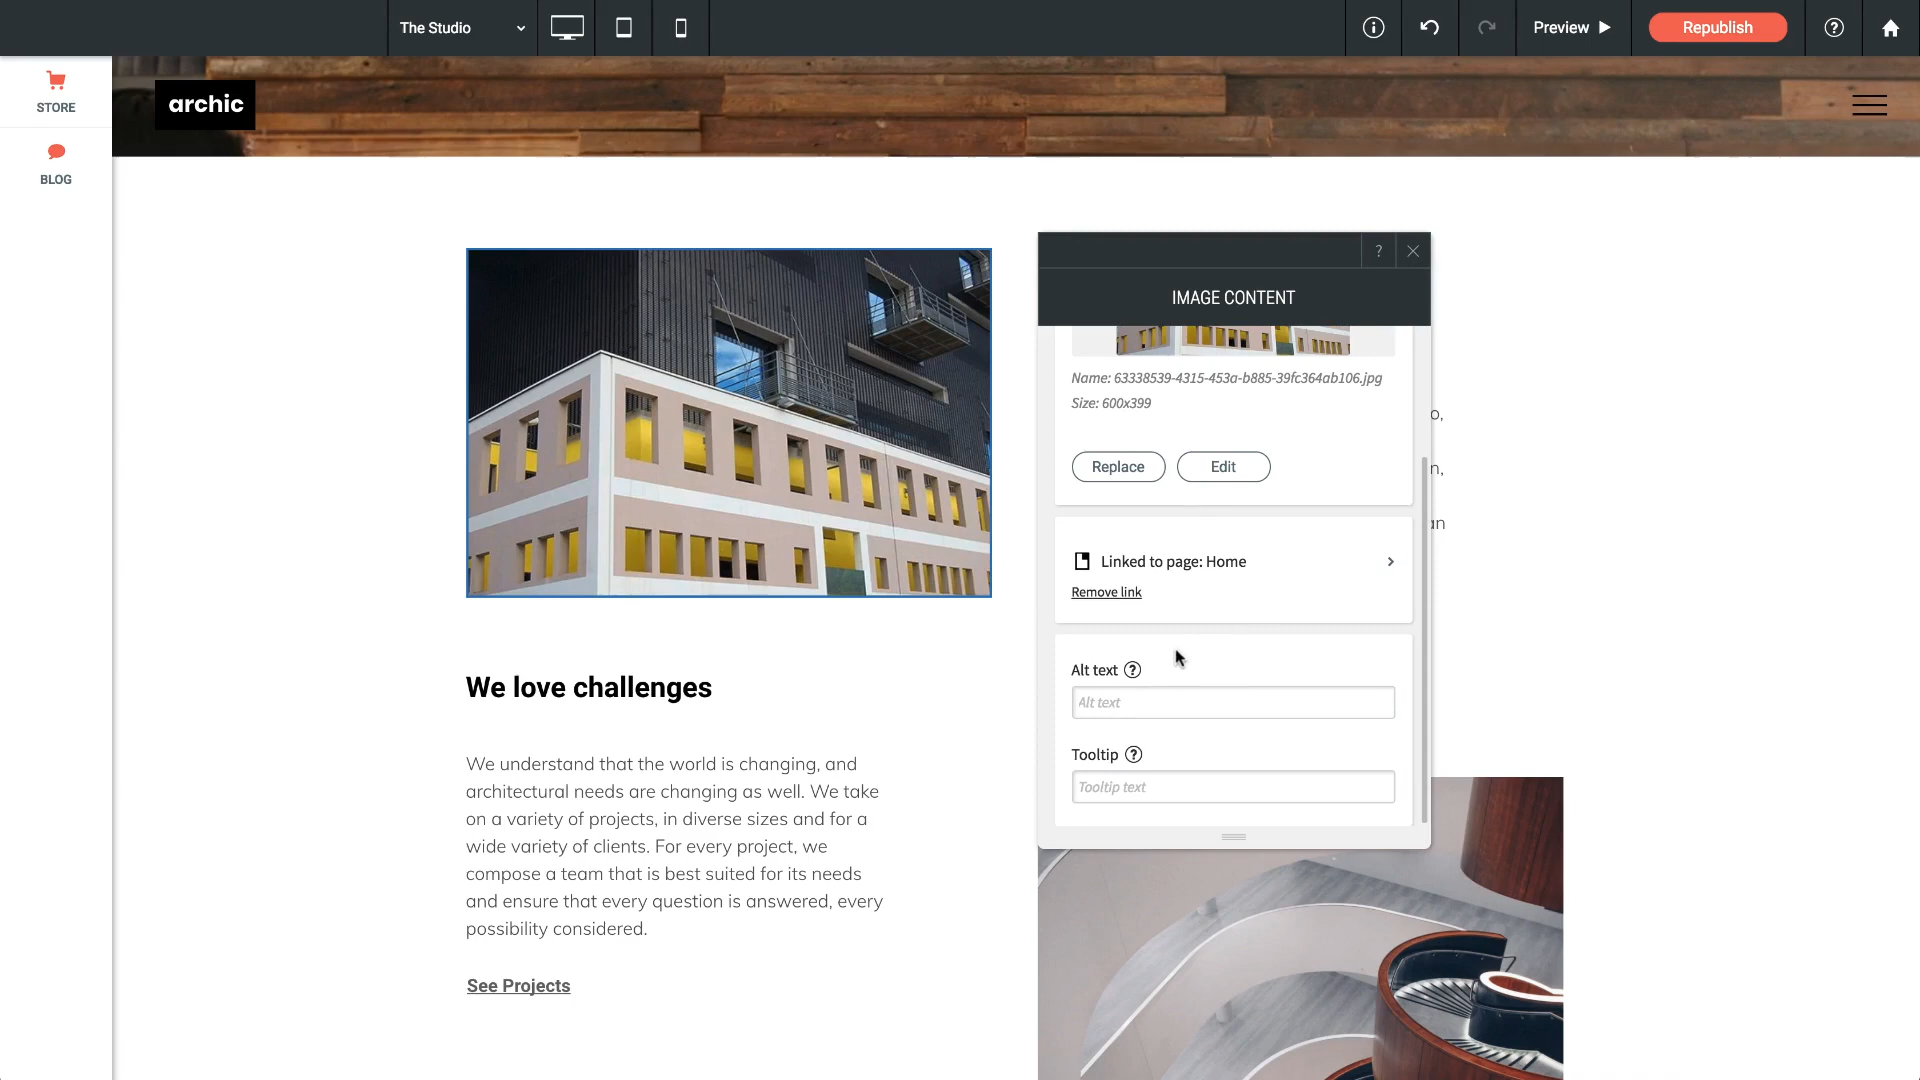 The Studio
Preview
Republish
STORE
BLOG
archic
?
IMAGE CONTENT
Name: 63338539-4315-453a-b885-39fc364ab106.jpg
Size: 600x399
Replace
Edit
Linked to page: Home
Remove link
Alt text ?
Alt text
Tooltip ?
Tooltip text
o,
n,
an
We love challenges
We understand that the world is changing, and
architectural needs are changing as well. We take
on a variety of projects, in diverse sizes and for a
wide variety of clients. For every project, we
compose a team that is best suited for its needs
and ensure that every question is answered, every
possibility considered.
See Projects